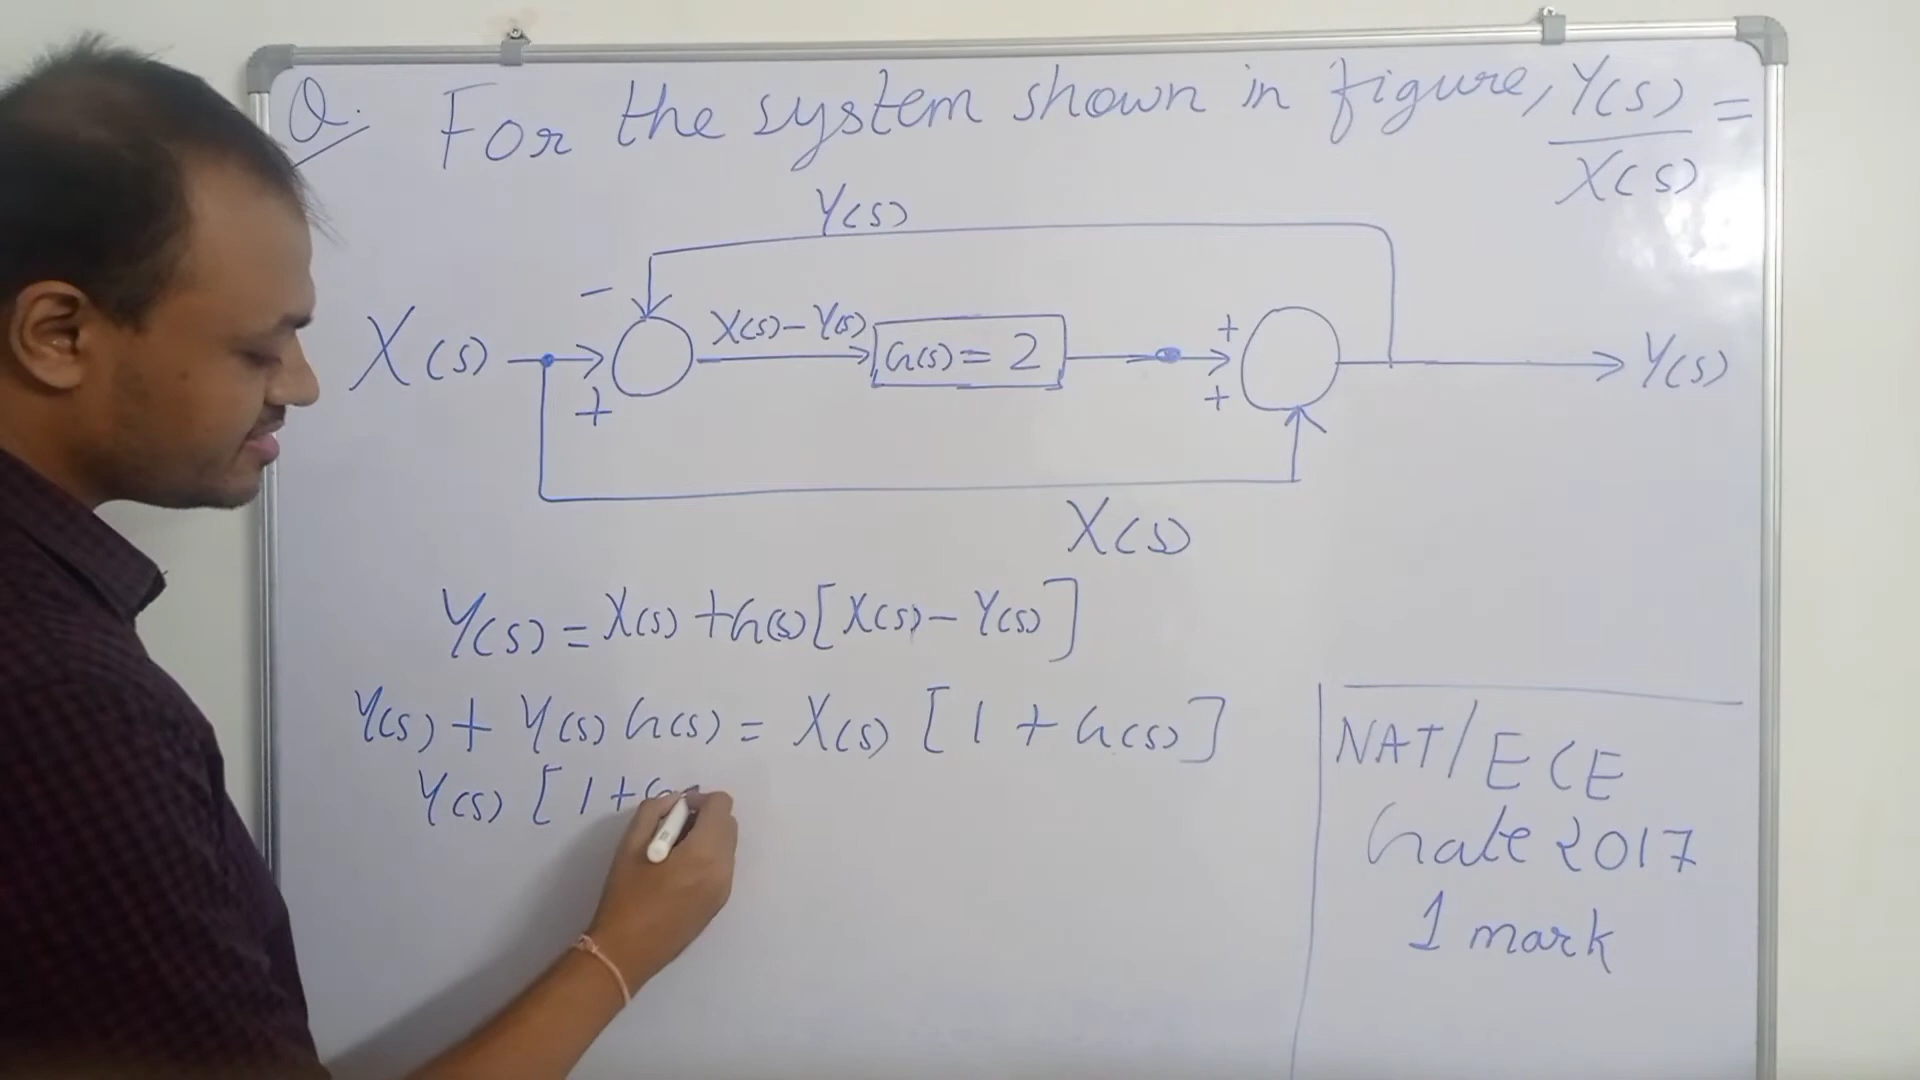 Q. For the system shown in figure, Y(s)/X(s) =
Y(s)
X(s)
−
+
X(s)−Y(s)
G(s) = 2
+
+
Y(s)
X(s)
Y(s) = X(s) + G(s) [X(s) − Y(s)]
Y(s) + Y(s) G(s) = X(s) [1 + G(s)]
Y(s) [1 + G
NAT/ECE
Gate 2017
1 mark